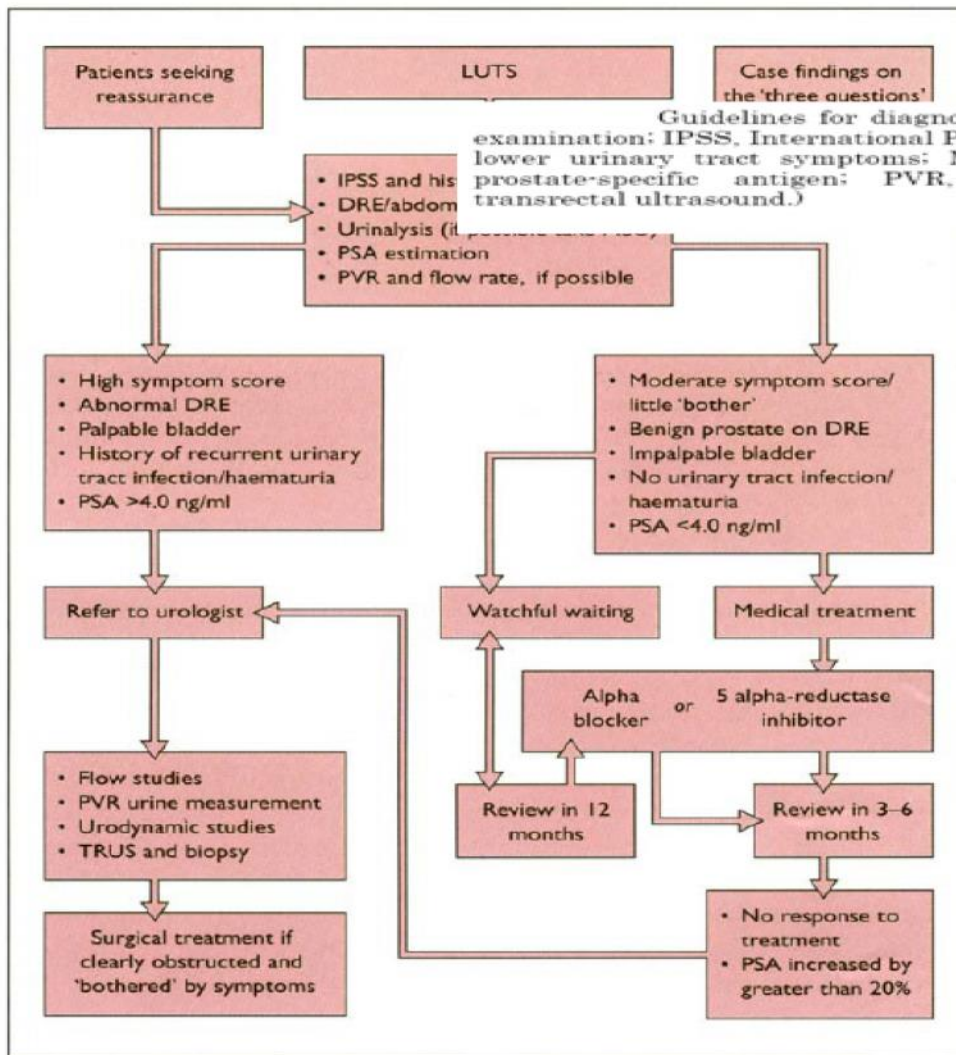 Patients seeking
reassurance
LUTS
Case findings on
the 'three questions'
Guidelines for
examination; IPSS, International
lower urinary tract symptoms;
prostate-specific antigen; PVR,
transrectal ultrasound.)
• IPSS and
• DRE/
• Urinalysis (if
• PSA estimation
• PVR and flow rate, if possible
• High symptom score
• Abnormal DRE
• Palpable bladder
• History of recurrent urinary
tract infection/haematuria
• PSA >4.0 ng/ml
• Moderate symptom score/
little 'bother'
• Benign prostate on DRE
• Impalpable bladder
• No urinary tract infection/
haematuria
• PSA <4.0 ng/ml
Refer to urologist
Watchful waiting
Medical treatment
Alpha
blocker
or
5 alpha-reductase
inhibitor
• Flow studies
• PVR urine measurement
• Urodynamic studies
• TRUS and biopsy
Review in 12
months
Review in 3–6
months
Surgical treatment if
clearly obstructed and
'bothered' by symptoms
• No response to
treatment
• PSA increased by
greater than 20%